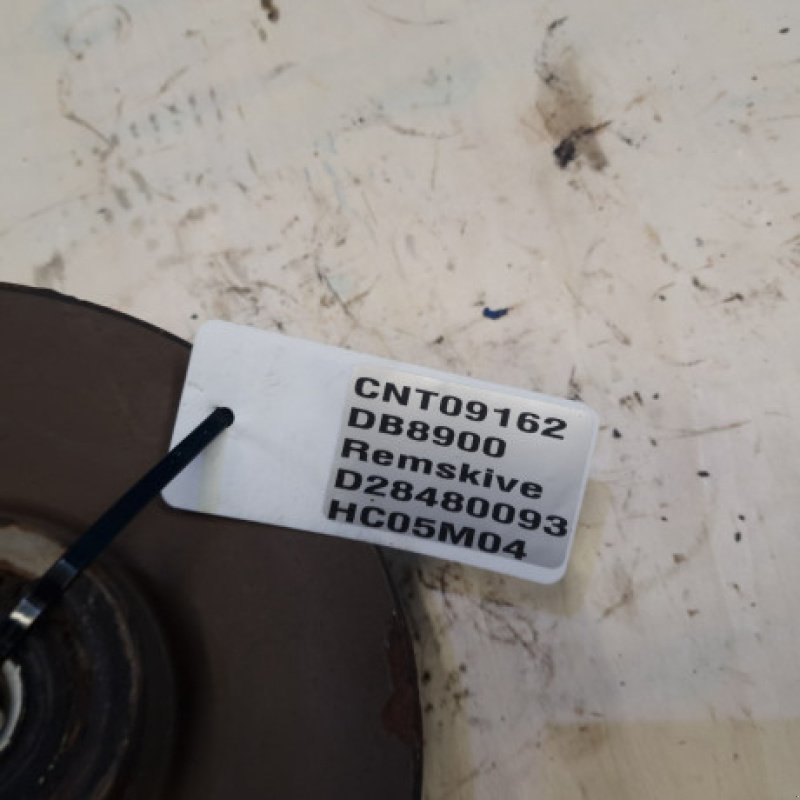 CNT09162
DB8900
Remskive
D28480093
HC05M04